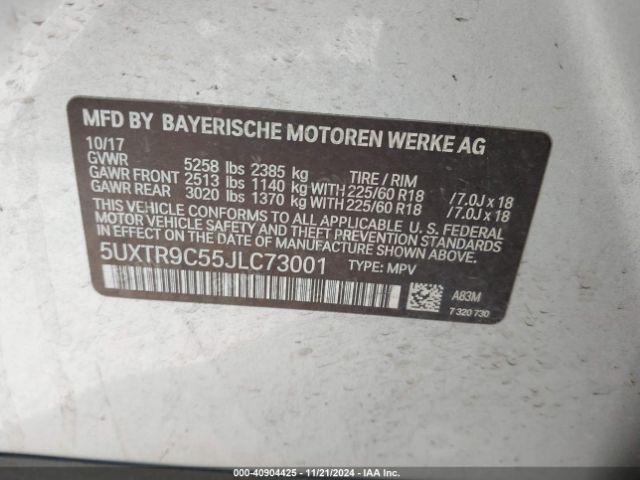 MFD BY BAYERISCHE MOTOREN WERKE AG
10/17
GVWR 5258 lbs 2385 kg TIRE / RIM
GAWR FRONT 2513 lbs 1140 kg WITH 225/60 R18 /7.0J x 18
GAWR REAR 3020 lbs 1370 kg WITH 225/60 R18 /7.0J x 18
THIS VEHICLE CONFORMS TO ALL APPLICABLE U. S. FEDERAL
MOTOR VEHICLE SAFETY AND THEFT PREVENTION STANDARDS
IN EFFECT ON THE DATE OF MANUFACTURE SHOWN ABOVE.
5UXTR9C55JLC73001 TYPE: MPV
A83M
7 320 730
000-40904425 - 11/21/2024 - IAA Inc.